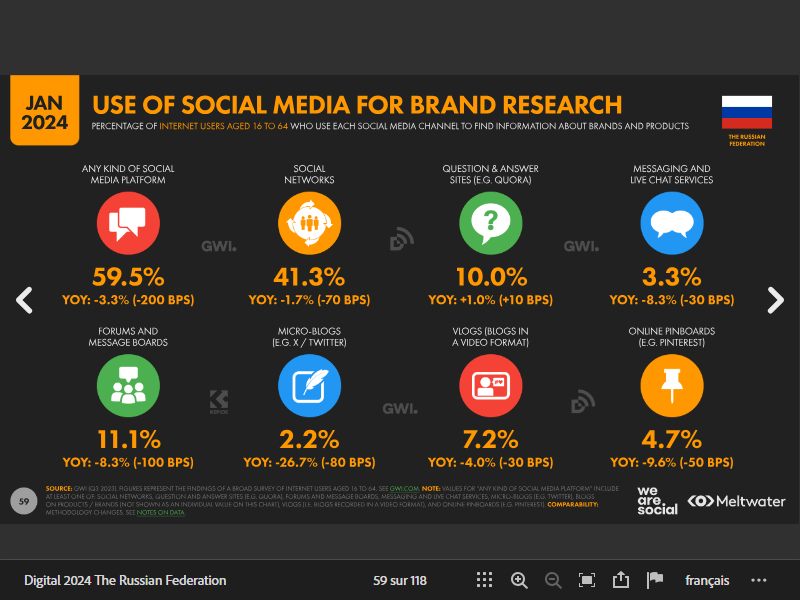 JAN
2024
USE OF SOCIAL MEDIA FOR BRAND RESEARCH
PERCENTAGE OF INTERNET USERS AGED 16 TO 64 WHO USE EACH SOCIAL MEDIA CHANNEL TO FIND INFORMATION ABOUT BRANDS AND PRODUCTS
THE RUSSIAN
FEDERATION
ANY KIND OF SOCIAL
MEDIA PLATFORM
59.5%
YOY: -3.3% (-200 BPS)
SOCIAL
NETWORKS
41.3%
YOY: -1.7% (-70 BPS)
QUESTION & ANSWER
SITES (E.G. QUORA)
?
10.0%
YOY: +1.0% (+10 BPS)
MESSAGING AND
LIVE CHAT SERVICES
3.3%
YOY: -8.3% (-30 BPS)
GWI.
GWI.
FORUMS AND
MESSAGE BOARDS
11.1%
YOY: -8.3% (-100 BPS)
MICRO-BLOGS
(E.G. X / TWITTER)
2.2%
YOY: -26.7% (-80 BPS)
VLOGS (BLOGS IN
A VIDEO FORMAT)
7.2%
YOY: -4.0% (-30 BPS)
ONLINE PINBOARDS
(E.G. PINTEREST)
4.7%
YOY: -9.6% (-50 BPS)
KEPIOS
GWI.
59
SOURCE: GWI (Q3 2023). FIGURES REPRESENT THE FINDINGS OF A BROAD SURVEY OF INTERNET USERS AGED 16 TO 64. SEE GWI.COM. NOTE: VALUES FOR "ANY KIND OF SOCIAL MEDIA PLATFORM" INCLUDE
AT LEAST ONE OF: SOCIAL NETWORKS, QUESTION AND ANSWER SITES (E.G. QUORA), FORUMS AND MESSAGE BOARDS, MESSAGING AND LIVE CHAT SERVICES, MICRO-BLOGS (E.G. TWITTER), BLOGS
ON PRODUCTS / BRANDS (NOT SHOWN AS AN INDIVIDUAL VALUE ON THIS CHART), VLOGS (I.E. BLOGS RECORDED IN A VIDEO FORMAT), AND ONLINE PINBOARDS (E.G. PINTEREST). COMPARABILITY:
METHODOLOGY CHANGES. SEE NOTES ON DATA.
we
are.
social
Meltwater
Digital 2024 The Russian Federation
59 sur 118
français